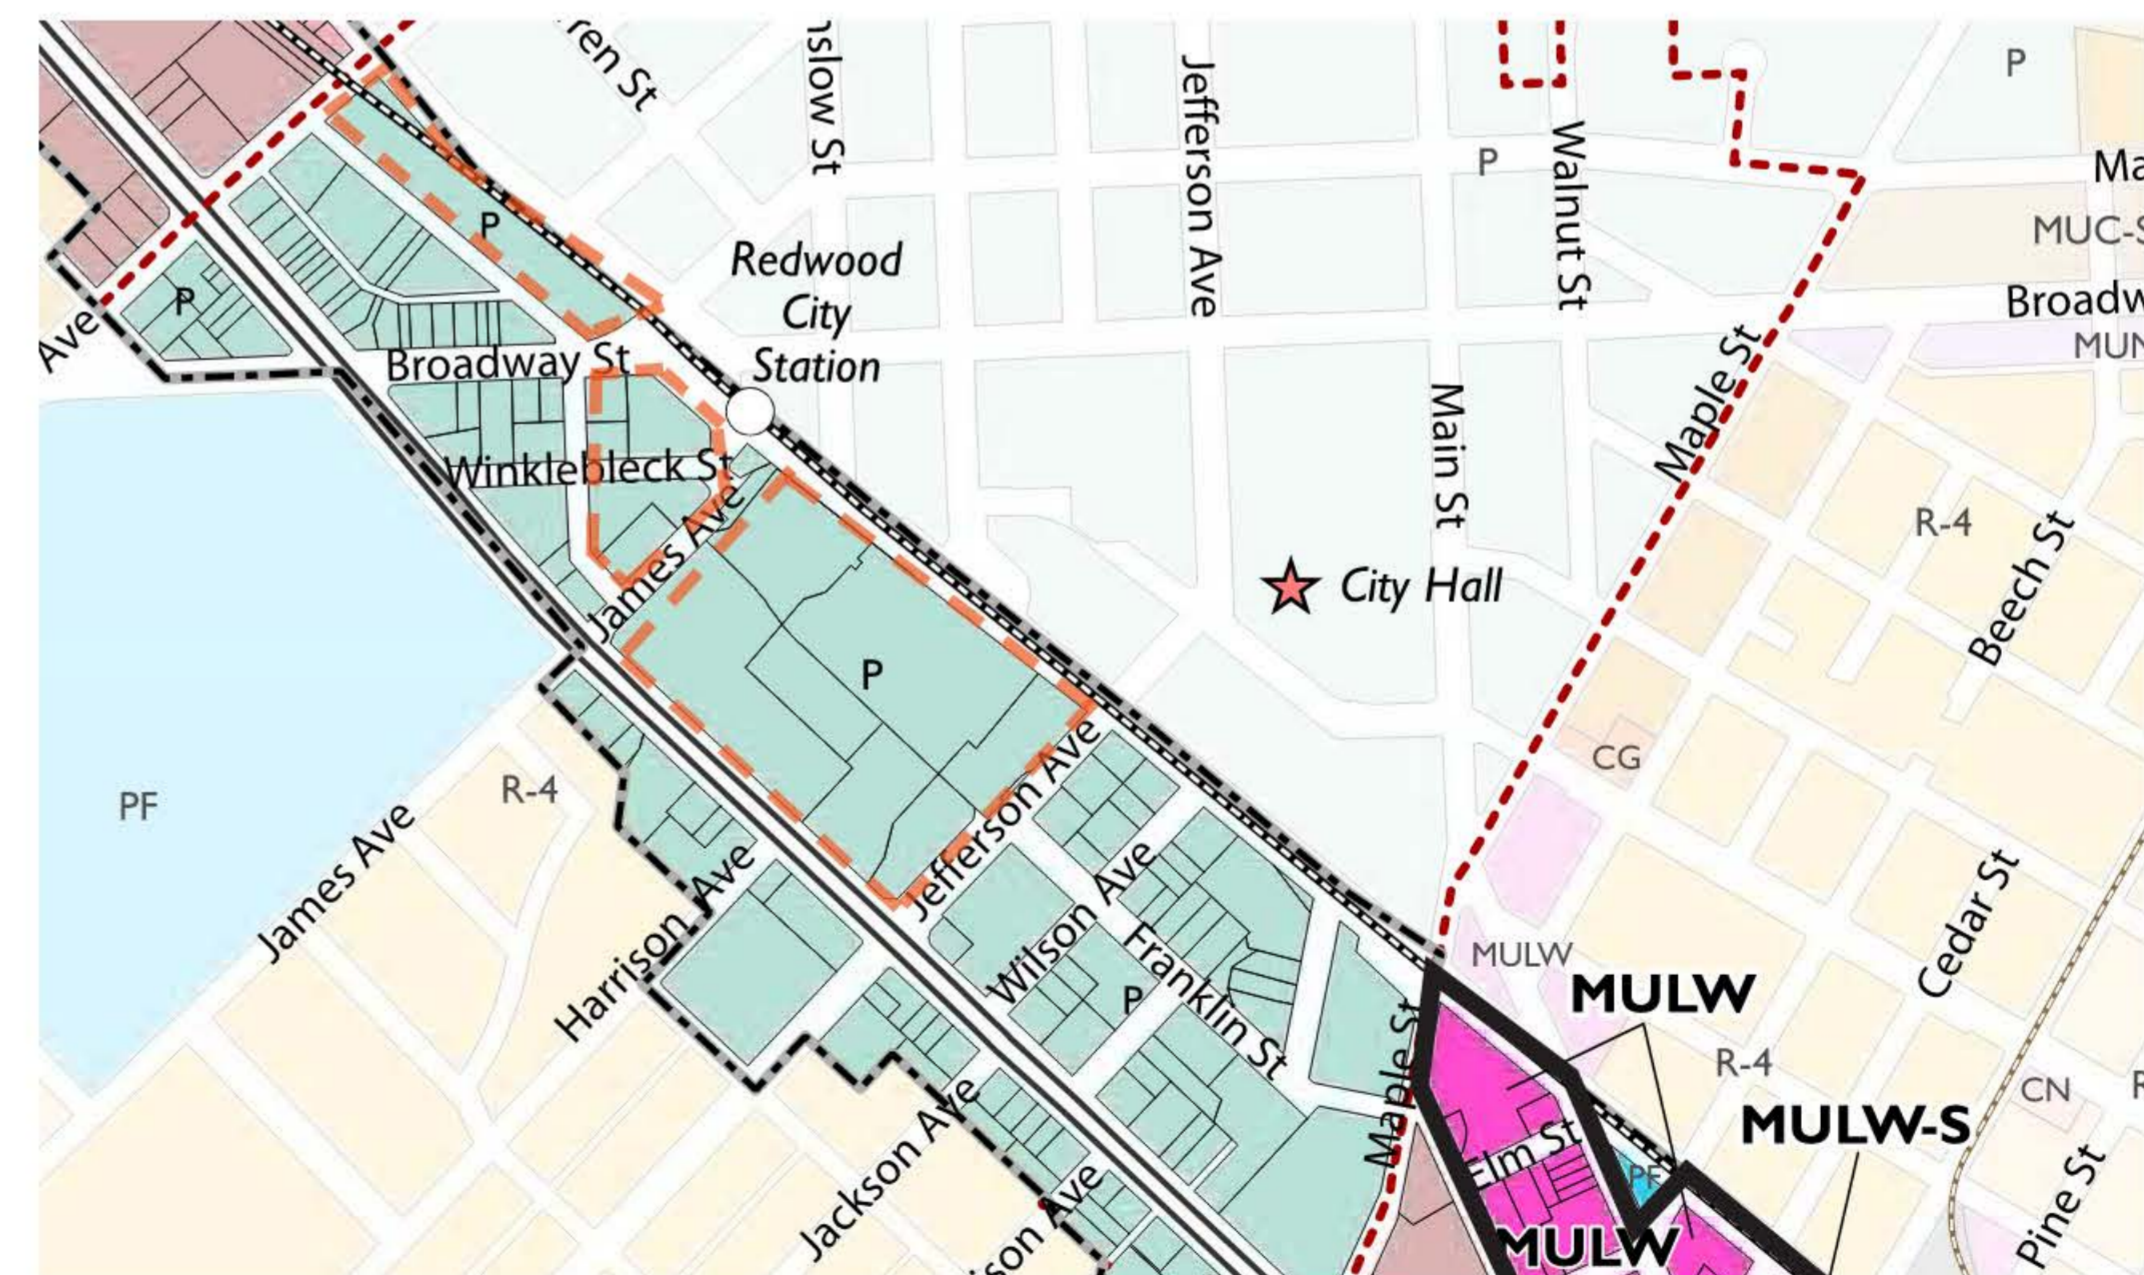 P
Jefferson Ave
Walnut St
P
MUC-S
P
Redwood
City
Station
P
Ave
Broadway St
Maple St
MUN
Main St
Winklebleck St
James Ave
R-4
Beech St
City Hall
P
CG
PF
R-4
James Ave
Jefferson Ave
Harrison Ave
Wilson Ave
Franklin St
P
Cedar St
MULW
MULW
Maple St
R-4
CN
MULW-S
Elm St
PF
Jackson Ave
Ave
Pine St
MULW